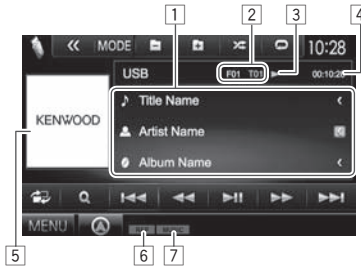 1 2 3 4
MODE 10:28
USB F01 T01 00:10:28
KENWOOD
Title Name
Artist Name
Album Name
MENU A
5 6 7